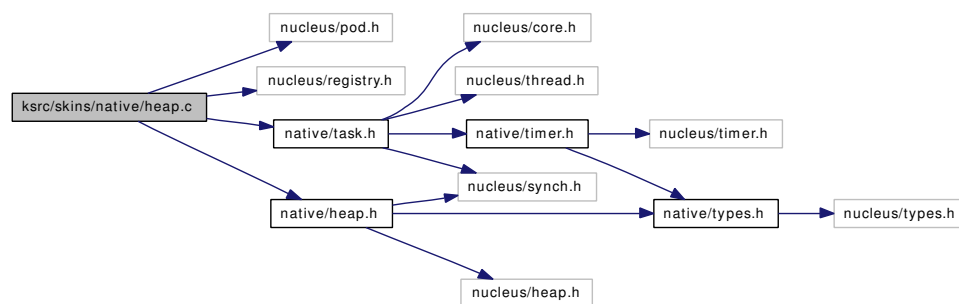 nucleus/pod.h
nucleus/core.h
nucleus/registry.h
nucleus/thread.h
ksrc/skins/native/heap.c
native/task.h
native/timer.h
nucleus/timer.h
nucleus/synch.h
native/heap.h
native/types.h
nucleus/types.h
nucleus/heap.h